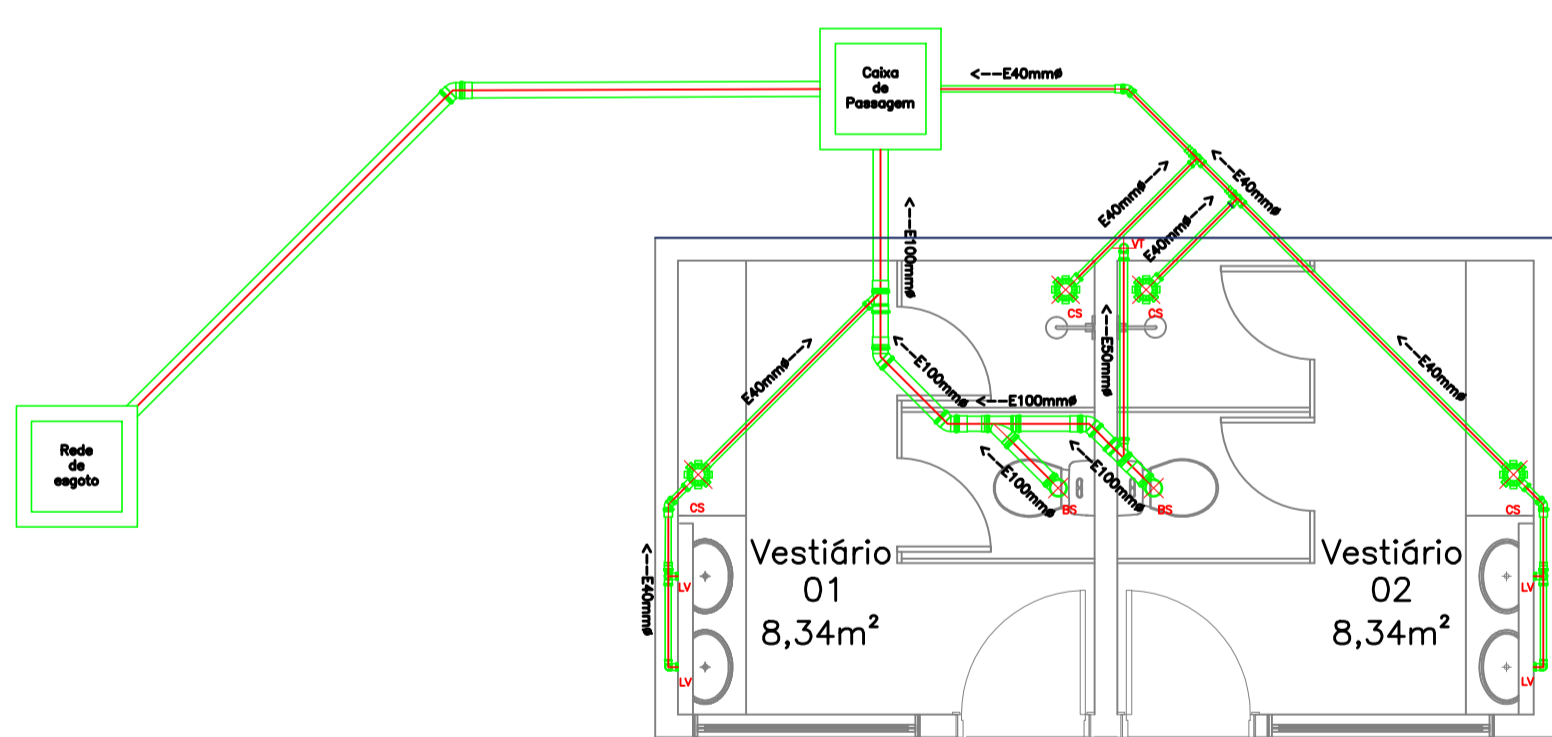 Caixa
de
Passagem
<--E40mmø
<--E40mmø
E40mmø-->
E40mmø-->
VT
<--E100mmø
CS
CS
<--E50mmø
E40mmø-->
<--E100mmø
<--E100mmø
<--E40mmø
Rede
de
esgoto
<--E100mmø
<--E100mmø
BS
BS
CS
CS
<--E40mmø
Vestiário
01
8,34m²
Vestiário
02
8,34m²
LV
LV
LV
LV